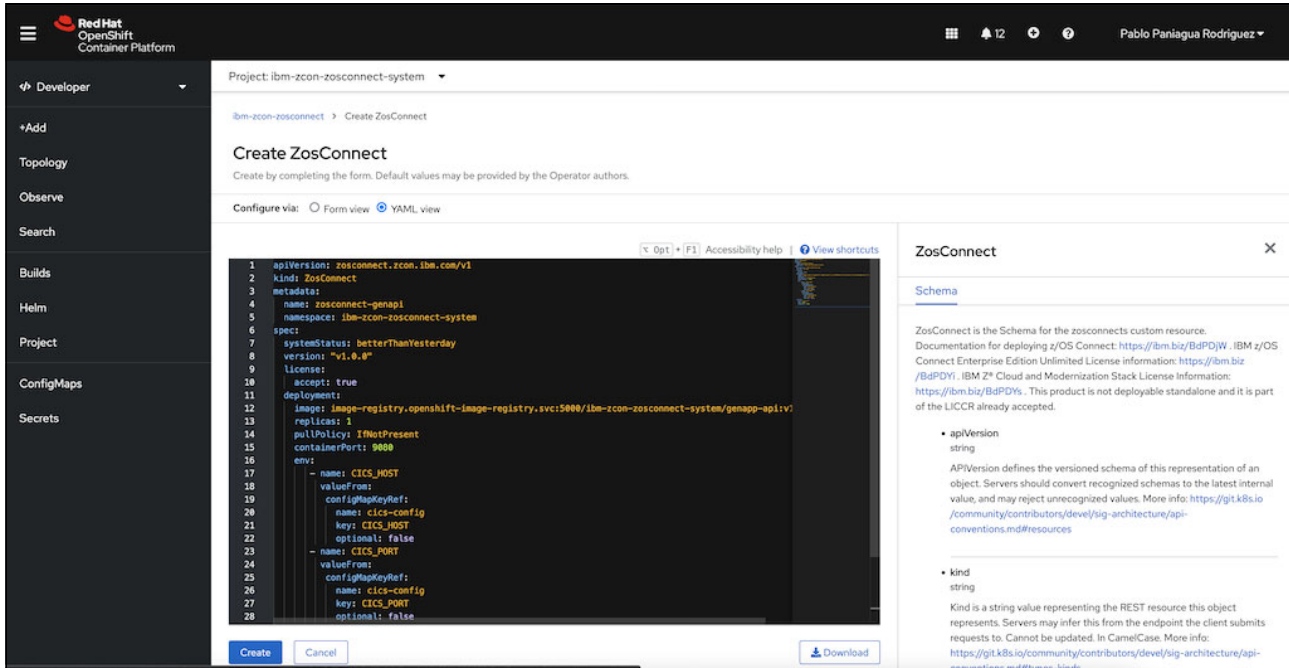 Red Hat
OpenShift
Container Platform
12
Pablo Paniagua Rodriguez
Developer
+Add
Topology
Observe
Search
Builds
Helm
Project
ConfigMaps
Secrets
Project: ibm-zcon-zosconnect-system
ibm-zcon-zosconnect > Create ZosConnect
Create ZosConnect
Create by completing the form. Default values may be provided by the Operator authors.
Configure via: Form view YAML view
Opt + F1 Accessibility help | View shortcuts
1 apiVersion: zosconnect.zcon.ibm.com/v1
2 kind: ZosConnect
3 metadata:
4 name: zosconnect-genapi
5 namespace: ibm-zcon-zosconnect-system
6 spec:
7 systemStatus: betterThanYesterday
8 version: "v1.0.0"
9 license:
10 accept: true
11 deployment:
12 image: image-registry.openshift-image-registry.svc:5000/ibm-zcon-zosconnect-system/genapp-api:v1
13 replicas: 1
14 pullPolicy: IfNotPresent
15 containerPort: 9080
16 env:
17 - name: CICS_HOST
18 valueFrom:
19 configMapKeyRef:
20 name: cics-config
21 key: CICS_HOST
22 optional: false
23 - name: CICS_PORT
24 valueFrom:
25 configMapKeyRef:
26 name: cics-config
27 key: CICS_PORT
28 optional: false
Create
Cancel
Download
ZosConnect
Schema
ZosConnect is the Schema for the zosconnects custom resource.
Documentation for deploying z/OS Connect: https://ibm.biz/BdPDjW . IBM z/OS
Connect Enterprise Edition Unlimited License information: https://ibm.biz
/BdPDYi . IBM Z® Cloud and Modernization Stack License Information:
https://ibm.biz/BdPDYs . This product is not deployable standalone and it is part
of the LICCR already accepted.
• apiVersion
string
APIVersion defines the versioned schema of this representation of an
object. Servers should convert recognized schemas to the latest internal
value, and may reject unrecognized values. More info: https://git.k8s.io
/community/contributors/devel/sig-architecture/api-
conventions.md#resources
• kind
string
Kind is a string value representing the REST resource this object
represents. Servers may infer this from the endpoint the client submits
requests to. Cannot be updated. In CamelCase. More info:
https://git.k8s.io/community/contributors/devel/sig-architecture/api-
conventions.md#types-kinds